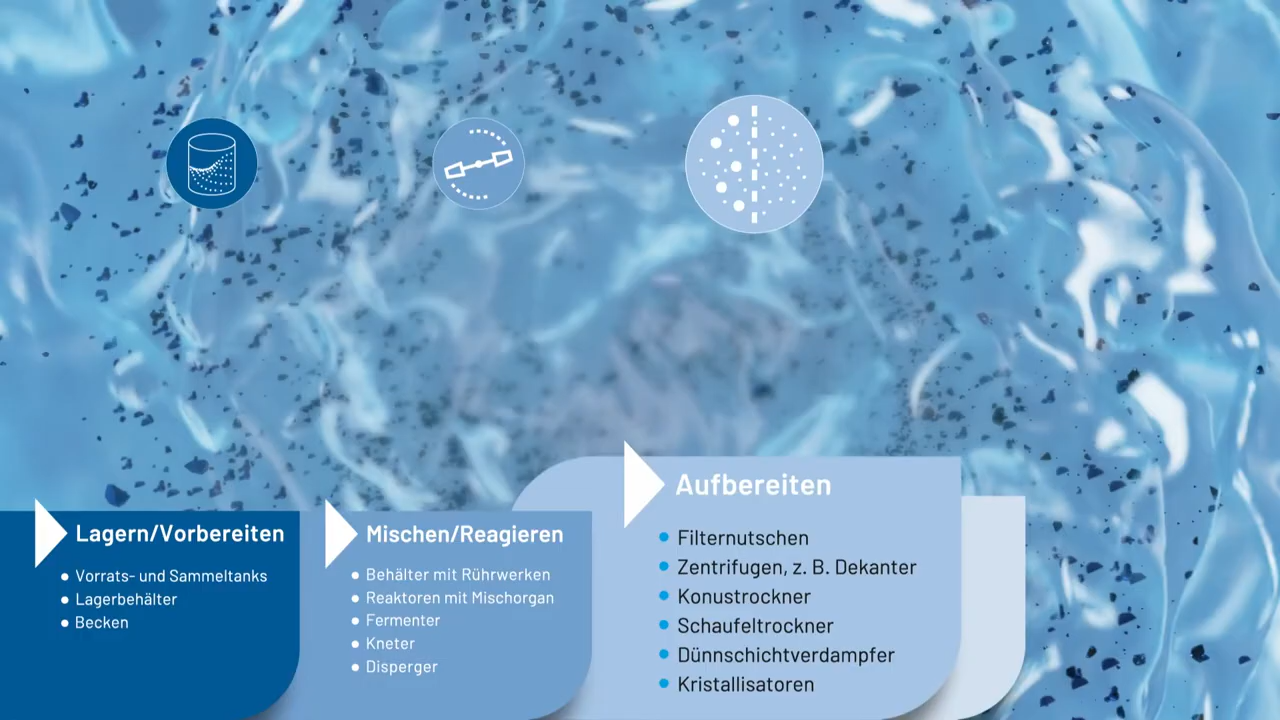 Lagern/Vorbereiten
Vorrats- und Sammeltanks
Lagerbehälter
Becken
Mischen/Reagieren
Behälter mit Rührwerken
Reaktoren mit Mischorgan
Fermenter
Kneter
Disperger
Aufbereiten
Filternutschen
Zentrifugen, z. B. Dekanter
Konustrockner
Schaufeltrockner
Dünnschichtverdampfer
Kristallisatoren